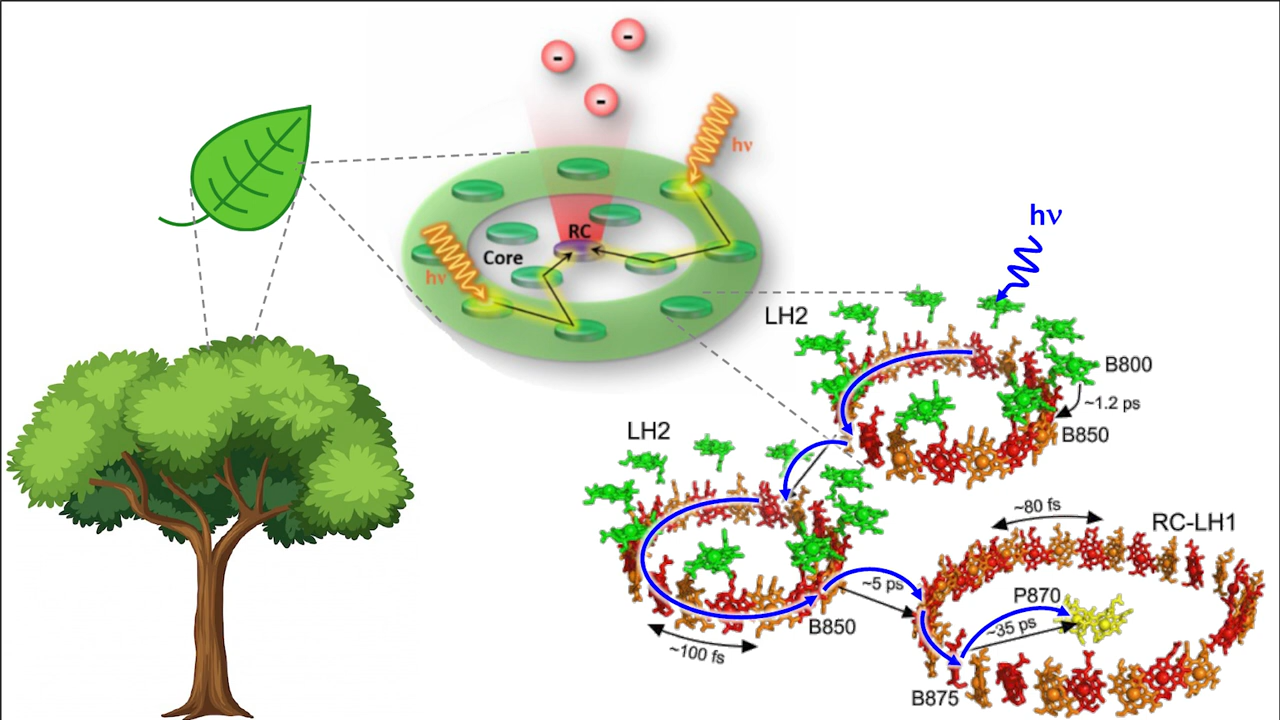 -
-
-
hν
RC
Core
hν
hν
LH2
B800
~1.2 ps
B850
LH2
~80 fs
RC-LH1
~5 ps
P870
~35 ps
B850
~100 fs
B875